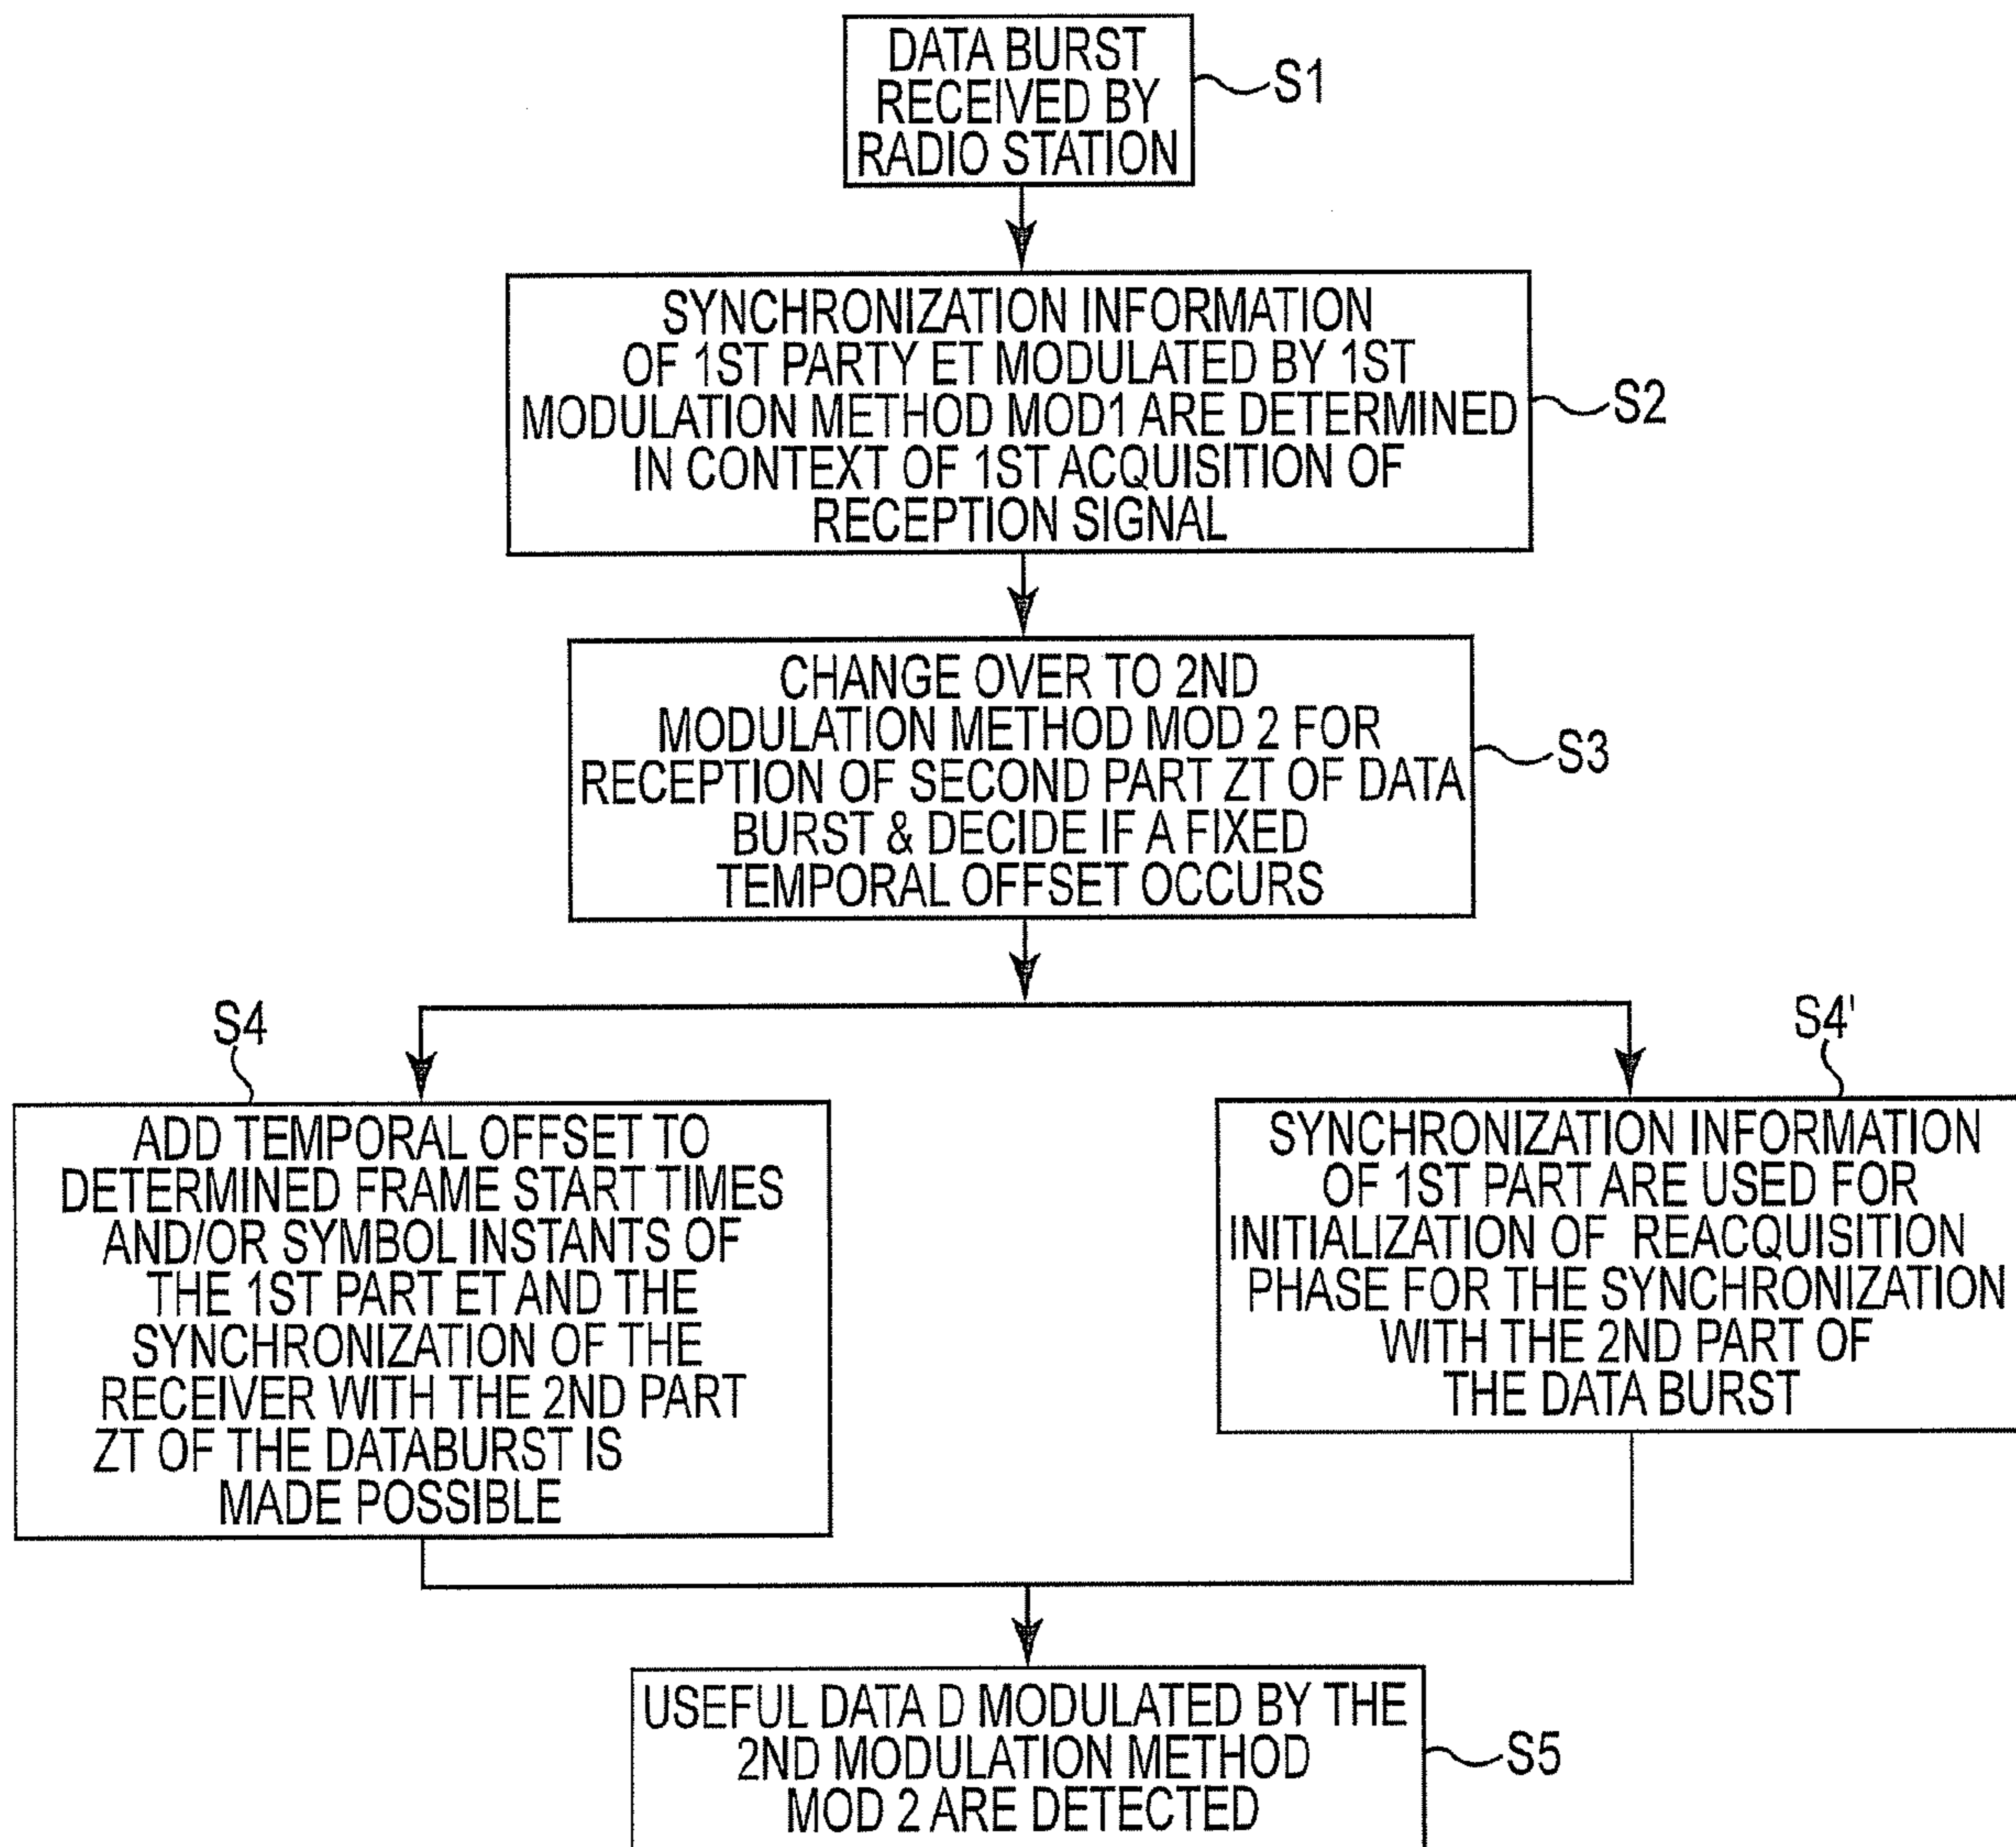 DATA BURST
RECEIVED BY
RADIO STATION
S1
SYNCHRONIZATION INFORMATION
OF 1ST PARTY ET MODULATED BY 1ST
MODULATION METHOD MOD1 ARE DETERMINED
IN CONTEXT OF 1ST ACQUISITION OF
RECEPTION SIGNAL
S2
CHANGE OVER TO 2ND
MODULATION METHOD MOD 2 FOR
RECEPTION OF SECOND PART ZT OF DATA
BURST & DECIDE IF A FIXED
TEMPORAL OFFSET OCCURS
S3
S4
ADD TEMPORAL OFFSET TO
DETERMINED FRAME START TIMES
AND/OR SYMBOL INSTANTS OF
THE 1ST PART ET AND THE
SYNCHRONIZATION OF THE
RECEIVER WITH THE 2ND PART
ZT OF THE DATABURST IS
MADE POSSIBLE
S4'
SYNCHRONIZATION INFORMATION
OF 1ST PART ARE USED FOR
INITIALIZATION OF REACQUISITION
PHASE FOR THE SYNCHRONIZATION
WITH THE 2ND PART OF
THE DATA BURST
USEFUL DATA D MODULATED BY THE
2ND MODULATION METHOD
MOD 2 ARE DETECTED
S5